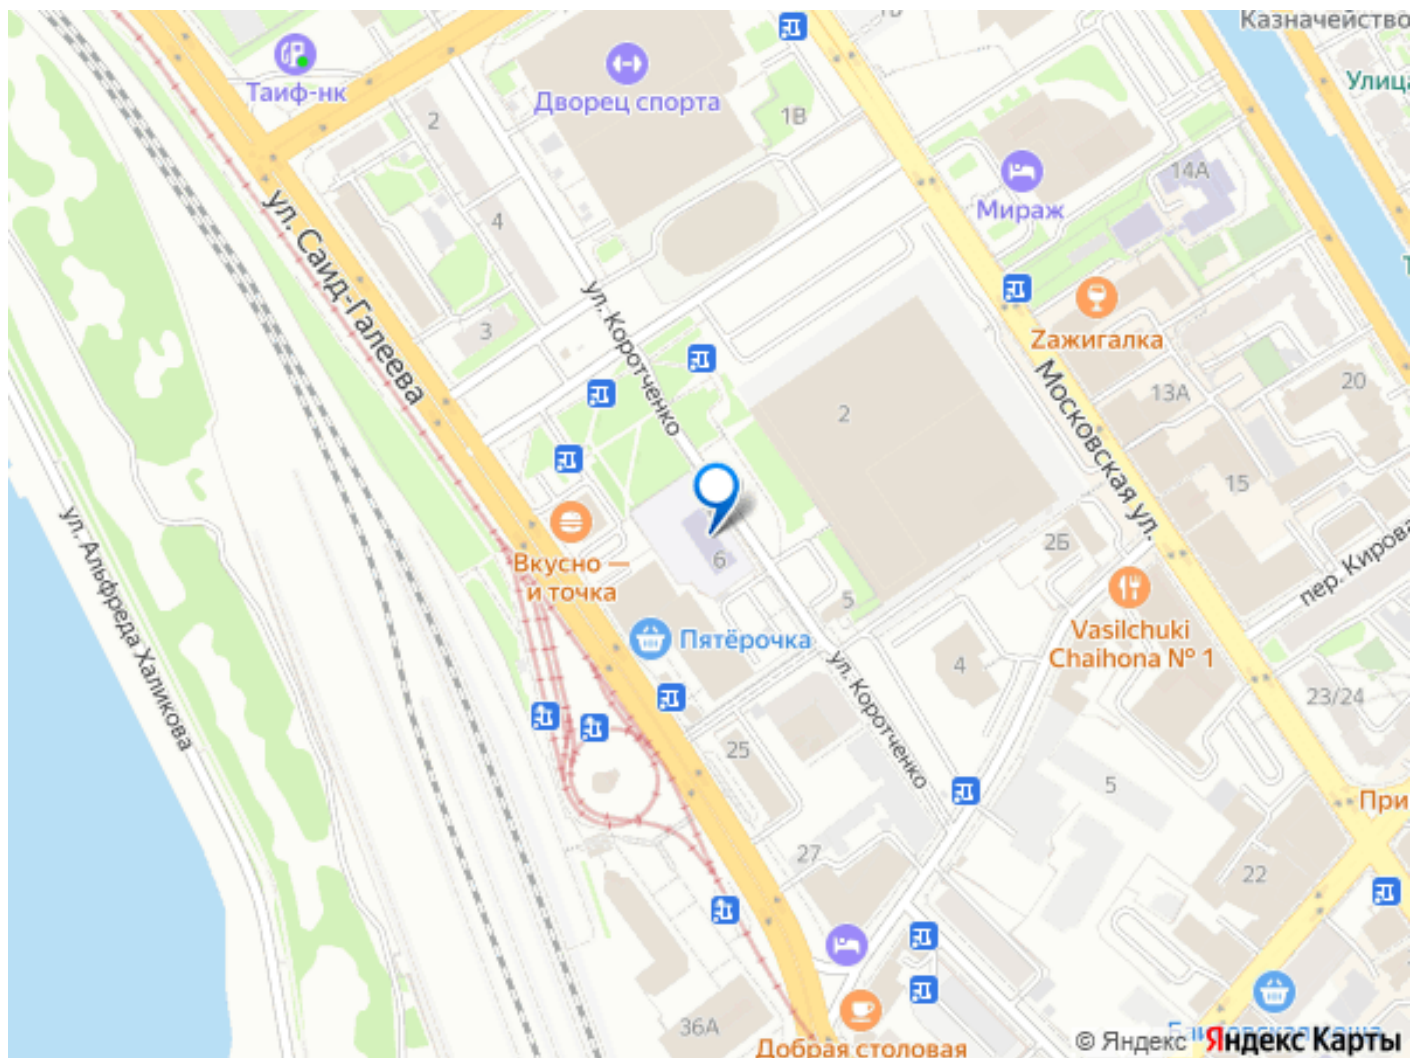 Казначейство
Улица
Таиф-нк
Дворец спорта
2
1В
14А
Мираж
4
ул. Саид-Галеева
ул. Коротченко
3
Zажигалка
Московская ул.
20
13А
2
15
ул. Альфреда Халикова
Вкусно —
и точка
6
2Б
пер. Кирова
5
Vasilchuki
Chaihona № 1
Пятёрочка
4
ул. Коротченко
23/24
25
5
При
27
22
36А
Добрая столовая
© Яндекс Яндекс Карты